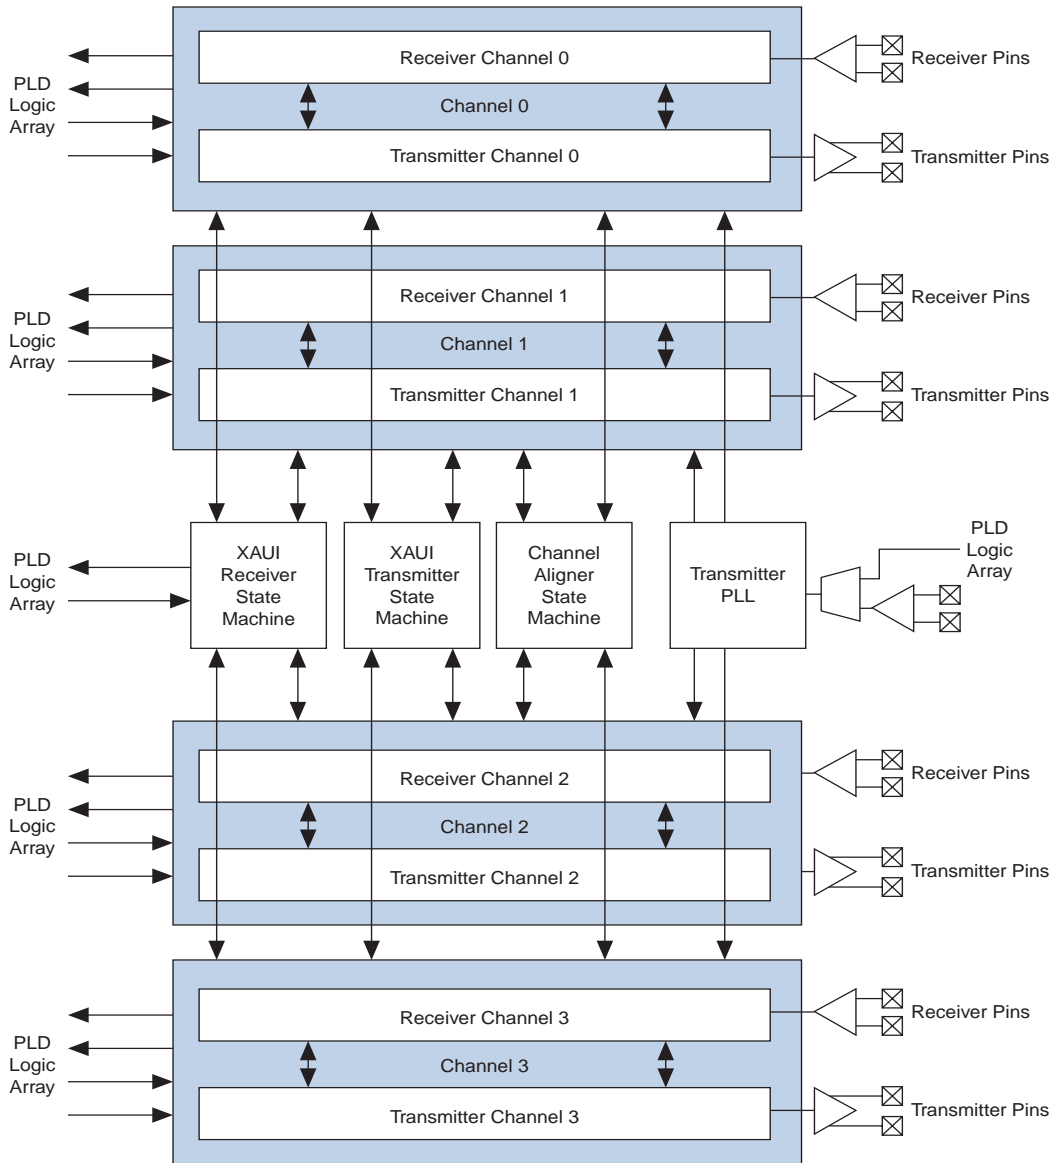 Receiver Channel 0
Receiver Pins
PLD
Logic
Array
Channel 0
Transmitter Channel 0
Transmitter Pins
Receiver Channel 1
Receiver Pins
PLD
Logic
Array
Channel 1
Transmitter Channel 1
Transmitter Pins
PLD
Logic
Array
XAUI
Receiver
State
Machine
XAUI
Transmitter
State
Machine
Channel
Aligner
State
Machine
Transmitter
PLL
PLD
Logic
Array
Receiver Channel 2
Receiver Pins
PLD
Logic
Array
Channel 2
Transmitter Channel 2
Transmitter Pins
Receiver Channel 3
Receiver Pins
PLD
Logic
Array
Channel 3
Transmitter Channel 3
Transmitter Pins